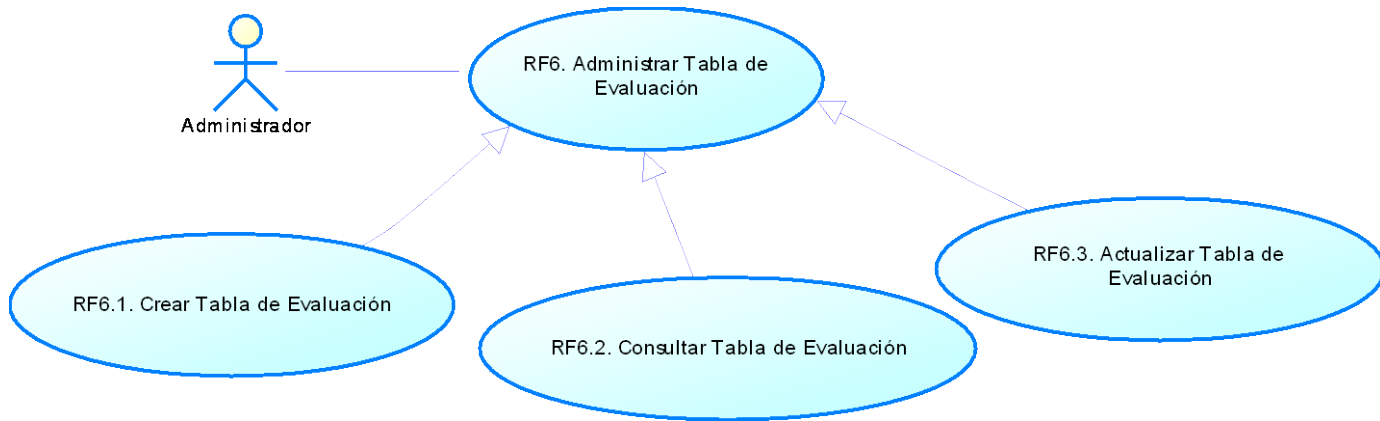 RF6. Administrar Tabla de
Evaluación
Administrador
RF6.3. Actualizar Tabla de
Evaluación
RF6.1. Crear Tabla de Evaluación
RF6.2. Consultar Tabla de Evaluación